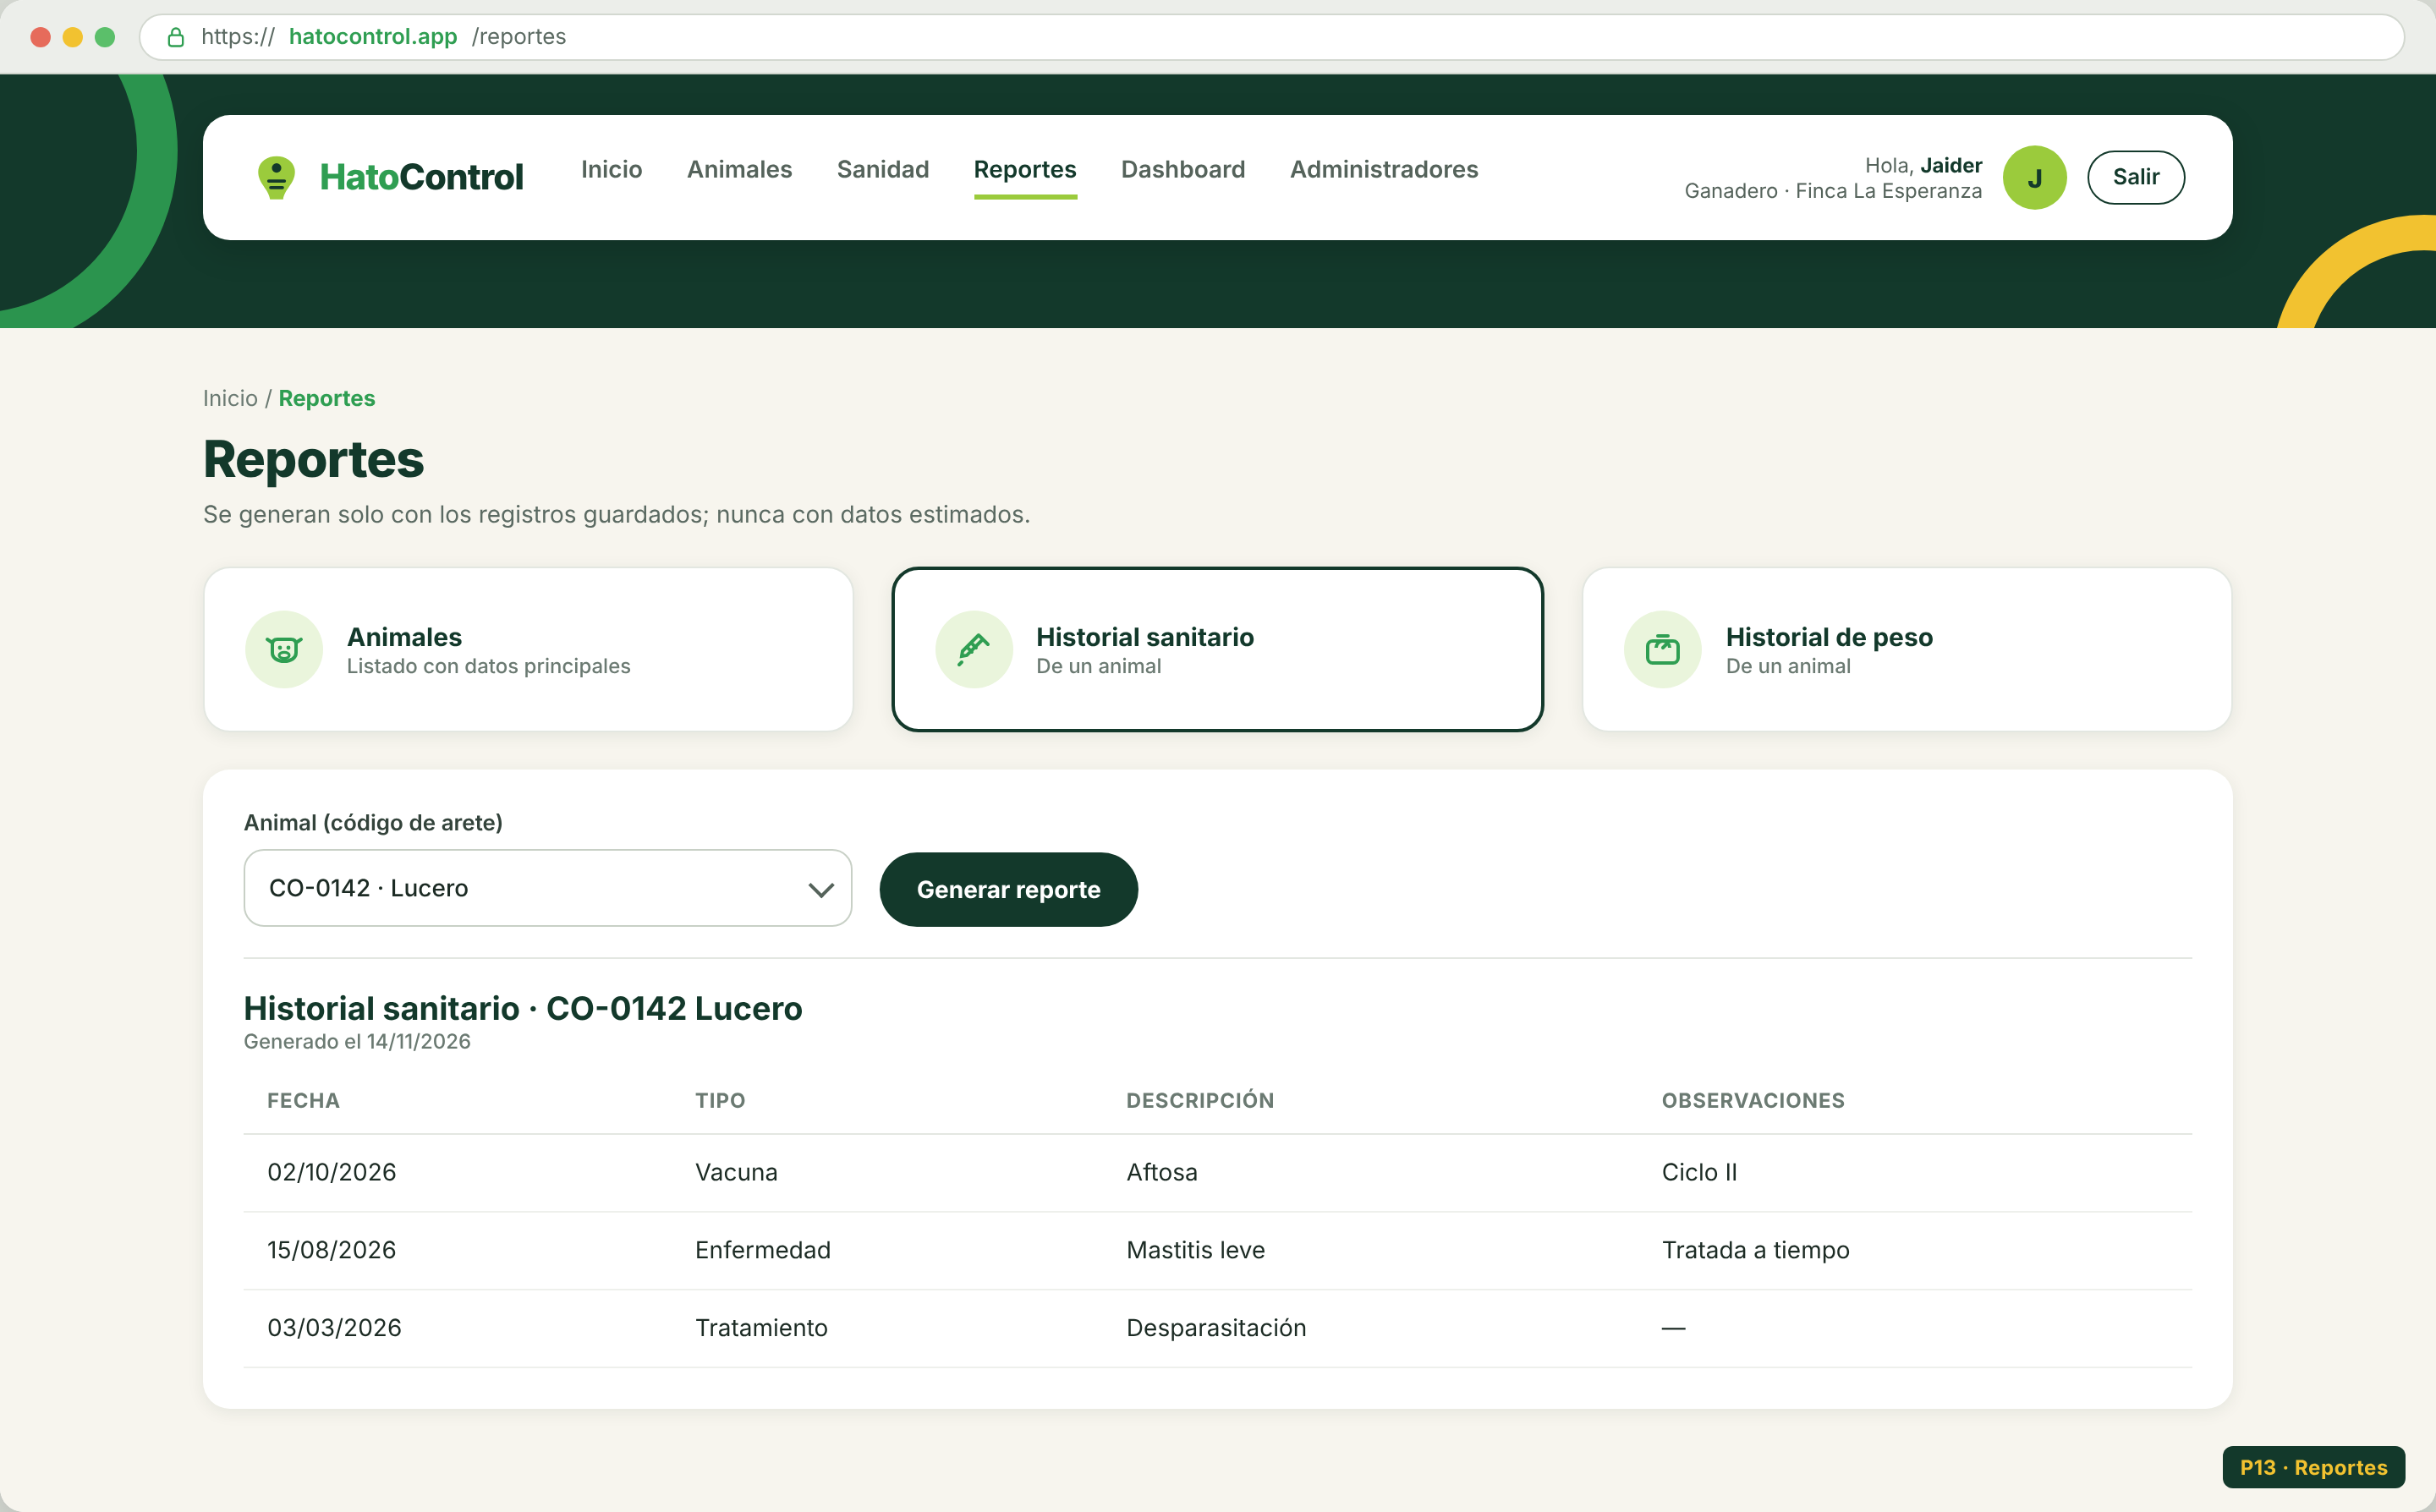 https:// hatocontrol.app /reportes
HatoControl
Inicio
Animales
Sanidad
Reportes
Dashboard
Administradores
Hola, Jaider
Ganadero · Finca La Esperanza
J
Salir
Inicio / Reportes
Reportes
Se generan solo con los registros guardados; nunca con datos estimados.
Animales
Listado con datos principales
Historial sanitario
De un animal
Historial de peso
De un animal
Animal (código de arete)
CO-0142 · Lucero
Generar reporte
Historial sanitario · CO-0142 Lucero
Generado el 14/11/2026
FECHA TIPO DESCRIPCIÓN OBSERVACIONES
02/10/2026 Vacuna Aftosa Ciclo II
15/08/2026 Enfermedad Mastitis leve Tratada a tiempo
03/03/2026 Tratamiento Desparasitación —
P13 · Reportes